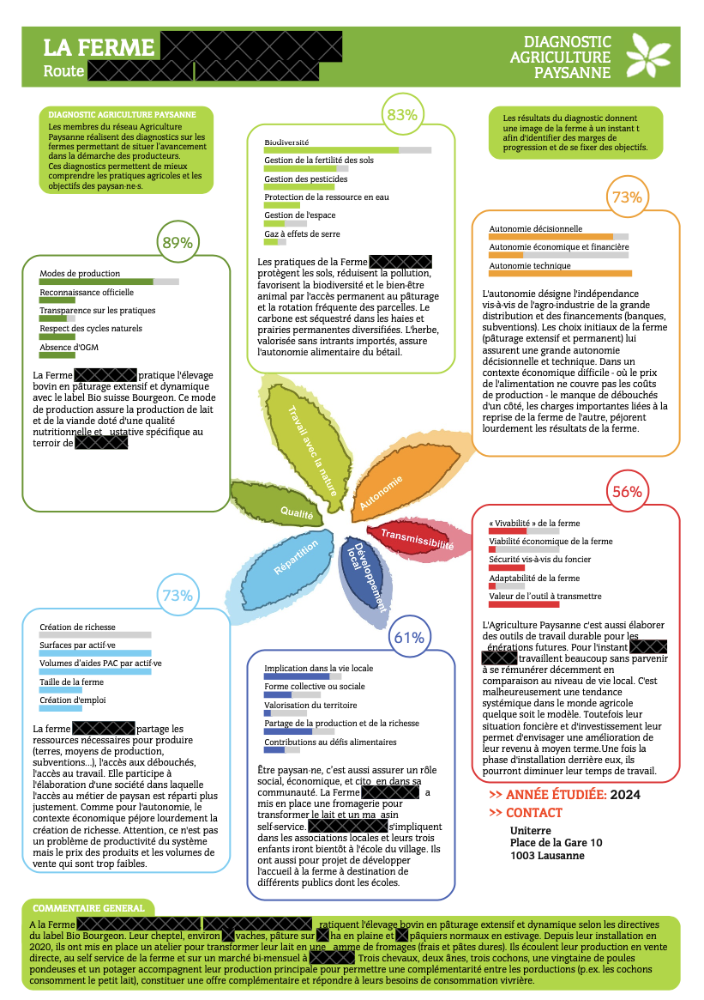 LA FERME
Route
DIAGNOSTIC
AGRICULTURE
PAYSANNE
DIAGNOSTIC AGRICULTURE PAYSANNE
Les membres du réseau Agriculture
Paysanne réalisent des diagnostics sur les
fermes permettant de situer l'avancement
dans la démarche des producteurs.
Ces diagnostics permettent de mieux
comprendre les pratiques agricoles et les
objectifs des paysan·ne·s.
83%
Biodiversité
Gestion de la fertilité des sols
Gestion des pesticides
Protection de la ressource en eau
Gestion de l'espace
Gaz à effets de serre
Les pratiques de la Ferme
protègent les sols, réduisent la pollution,
favorisent la biodiversité et le bien-être
animal par l'accès permanent au pâturage
et la rotation fréquente des parcelles. Le
carbone est séquestré dans les haies et
prairies permanentes diversifiées. L'herbe,
valorisée sans intrants importés, assure
l'autonomie alimentaire du bétail.
Les résultats du diagnostic donnent
une image de la ferme à un instant t
afin d'identifier des marges de
progression et de se fixer des objectifs.
73%
Autonomie décisionnelle
Autonomie économique et financière
Autonomie technique
L'autonomie désigne l'indépendance
vis-à-vis de l'agro-industrie de la grande
distribution et des financements (banques,
subventions). Les choix initiaux de la ferme
(pâturage extensif et permanent) lui
assurent une grande autonomie
décisionnelle et technique. Dans un
contexte économique difficile - où le prix
de l'alimentation ne couvre pas les coûts
de production - le manque de débouchés
d'un côté, les charges importantes liées à la
reprise de la ferme de l'autre, péjorent
lourdement les résultats de la ferme.
89%
Modes de production
Reconnaissance officielle
Transparence sur les pratiques
Respect des cycles naturels
Absence d'OGM
La Ferme pratique l'élevage
bovin en pâturage extensif et dynamique
avec le label Bio suisse Bourgeon. Ce mode
de production assure la production de lait
et de la viande doté d'une qualité
nutritionnelle et ustative spécifique au
terroir de
Travail avec la nature
Autonomie
Qualité
Transmissibilité
Répartition
Développement
local
56%
« Vivabilité » de la ferme
Viabilité économique de la ferme
Sécurité vis-à-vis du foncier
Adaptabilité de la ferme
Valeur de l'outil à transmettre
L'Agriculture Paysanne c'est aussi élaborer
des outils de travail durable pour les
énérations futures. Pour l'instant
travaillent beaucoup sans parvenir
à se rémunérer décemment en
comparaison au niveau de vie local. C'est
malheureusement une tendance
systémique dans le monde agricole
quelque soit le modèle. Toutefois leur
situation foncière et d'investissement leur
permet d'envisager une amélioration de
leur revenu à moyen terme.Une fois la
phase d'installation derrière eux, ils
pourront diminuer leur temps de travail.
73%
Création de richesse
Surfaces par actif·ve
Volumes d'aides PAC par actif·ve
Taille de la ferme
Création d'emploi
La ferme partage les
ressources nécessaires pour produire
(terres, moyens de production,
subventions...), l'accès aux débouchés,
l'accès au travail. Elle participe à
l'élaboration d'une société dans laquelle
l'accès au métier de paysan est réparti plus
justement. Comme pour l'autonomie, le
contexte économique péjore lourdement la
création de richesse. Attention, ce n'est pas
un problème de productivité du système
mais le prix des produits et les volumes de
vente qui sont trop faibles.
61%
Implication dans la vie locale
Forme collective ou sociale
Valorisation du territoire
Partage de la production et de la richesse
Contributions au défis alimentaires
Être paysan·ne, c'est aussi assurer un rôle
social, économique, et cito en dans sa
communauté. La Ferme a
mis en place une fromagerie pour
transformer le lait et un ma asin
self-service. s'impliquent
dans les associations locales et leurs trois
enfants iront bientôt à l'école du village. Ils
ont aussi pour projet de développer
l'accueil à la ferme à destination de
différents publics dont les écoles.
>> ANNÉE ÉTUDIÉE: 2024
>> CONTACT
Uniterre
Place de la Gare 10
1003 Lausanne
COMMENTAIRE GENERAL
A la Ferme ratiquent l'élevage bovin en pâturage extensif et dynamique selon les directives
du label Bio Bourgeon. Leur cheptel, environ vaches, pâture sur ha en plaine et pâquiers normaux en estivage. Depuis leur installation en
2020, ils ont mis en place un atelier pour transformer leur lait en une amme de fromages (frais et pâtes dures). Ils écoulent leur production en vente
directe, au self service de la ferme et sur un marché bi-mensuel à Trois chevaux, deux ânes, trois cochons, une vingtaine de poules
pondeuses et un potager accompagnent leur production principale pour permettre une complémentarité entre les porductions (p.ex. les cochons
consomment le petit lait), constituer une offre complémentaire et répondre à leurs besoins de consommation vivrière.